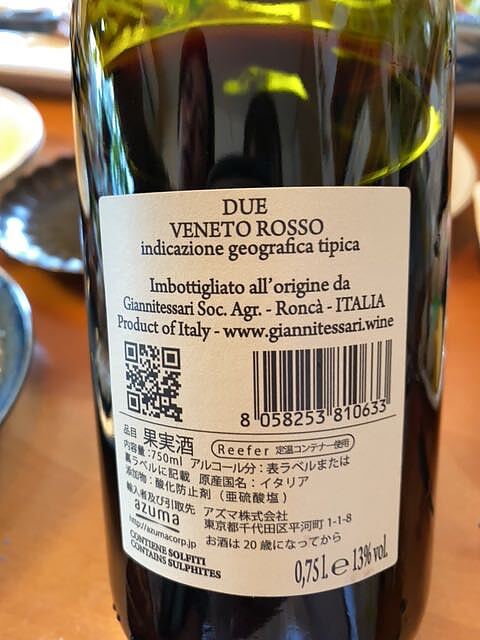 DUE
VENETO ROSSO
indicazione geografica tipica
Imbottigliato all'origine da
Giannitessari Soc. Agr. - Roncà - ITALIA
Product of Italy - www.giannitessari.wine
8 058253 810633
品目 果実酒 Reefer 定温コンテナー使用
内容量:750ml アルコール分:表ラベルまたは
裏ラベルに記載 原産国名:イタリア
添加物:酸化防止剤(亜硫酸塩)
輸入者及び引取先 アズマ株式会社
azuma 東京都千代田区平河町 1-1-8
http://azumacorp.jp お酒は20歳になってから
CONTIENE SOLFITI
CONTAINS SULPHITES
0,75 l. e 13% vol.